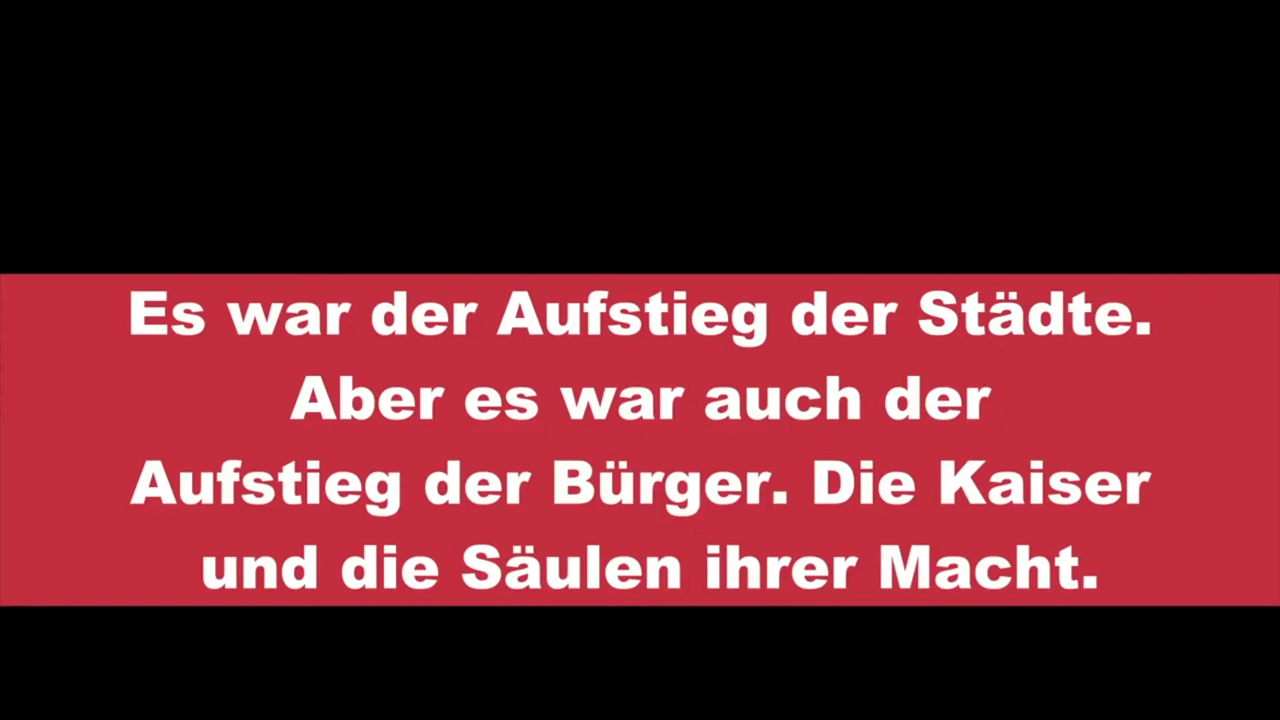 Es war der Aufstieg der Städte.
Aber es war auch der
Aufstieg der Bürger. Die Kaiser
und die Säulen ihrer Macht.